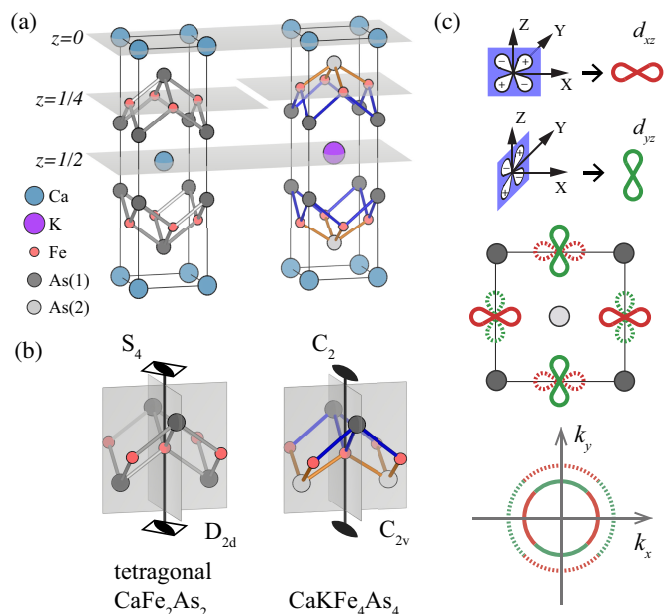 (a)
z=0
z=1/4
z=1/2
Ca
K
Fe
As(1)
As(2)
(b)
S₄
D₂d
tetragonal
CaFe₂As₂
C₂
C₂v
CaKFe₄As₄
(c)
Z
Y
X
− +
+ −
dxz
Z
Y
X
+
−
−
+
dyz
ky
kx